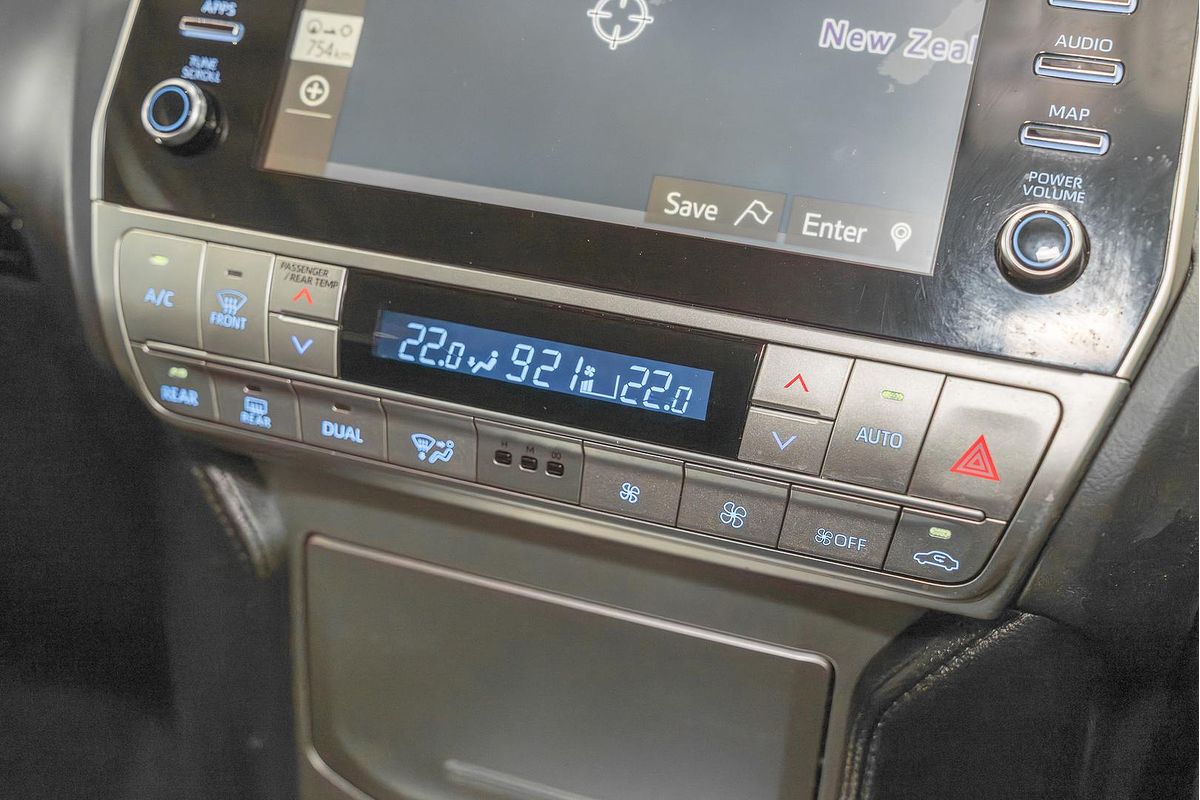 APPS
TUNE
SCROLL
754km
New Zeal
AUDIO
MAP
POWER
VOLUME
Save
Enter
A/C
FRONT
PASSENGER
/REAR TEMP
22.0 921 22.0
AUTO
REAR
REAR
DUAL
H M 00
OFF